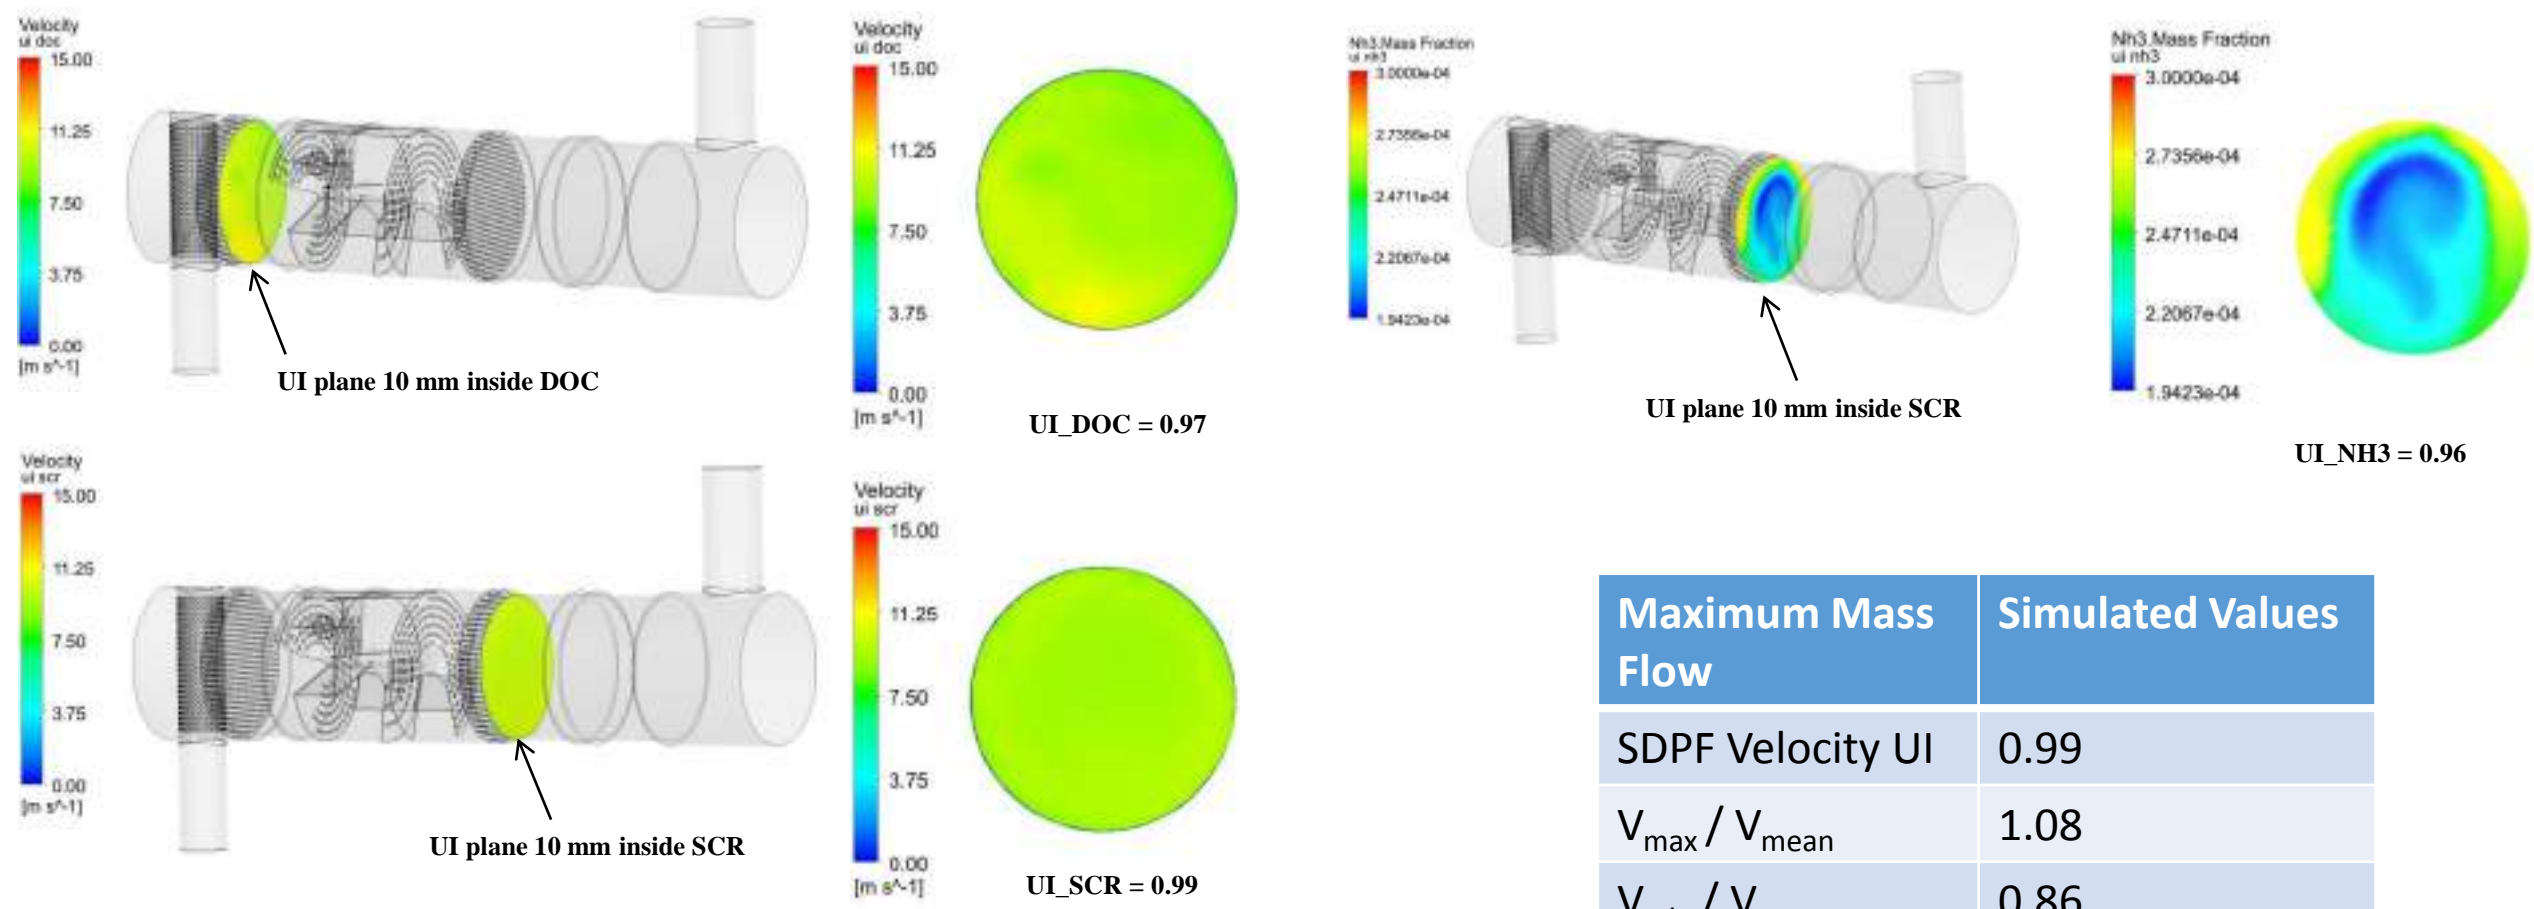 Velocity
ui doc
15.00
11.25
7.50
3.75
0.00
[m s^-1]
UI plane 10 mm inside DOC
Velocity
ui doc
15.00
11.25
7.50
3.75
0.00
[m s^-1]
UI_DOC = 0.97
Nh3.Mass Fraction
ui nh3
3.0000e-04
2.7356e-04
2.4711e-04
2.2067e-04
1.9423e-04
UI plane 10 mm inside SCR
Nh3.Mass Fraction
ui nh3
3.0000e-04
2.7356e-04
2.4711e-04
2.2067e-04
1.9423e-04
UI_NH3 = 0.96
Velocity
ui scr
15.00
11.25
7.50
3.75
0.00
[m s^-1]
UI plane 10 mm inside SCR
Velocity
ui scr
15.00
11.25
7.50
3.75
0.00
[m s^-1]
UI_SCR = 0.99
Maximum Mass Flow Simulated Values
SDPF Velocity UI 0.99
Vmax / Vmean 1.08
0.86